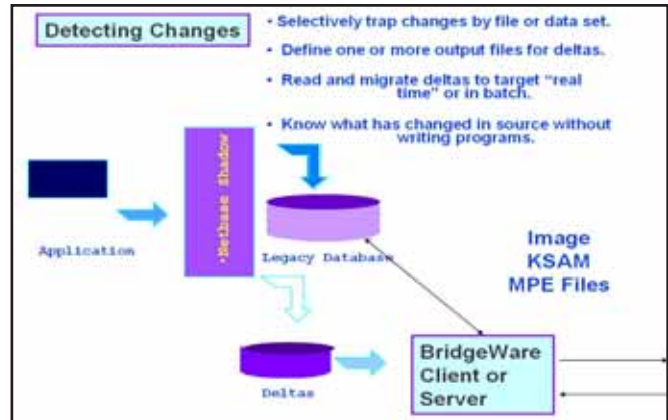 Detecting Changes
• Selectively trap changes by file or data set.
• Define one or more output files for deltas.
• Read and migrate deltas to target “real
time” or in batch.
• Know what has changed in source without
writing programs.
•Netbase Shadow
Application
Legacy Database
Image
KSAM
MPE Files
Deltas
BridgeWare
Client or
Server